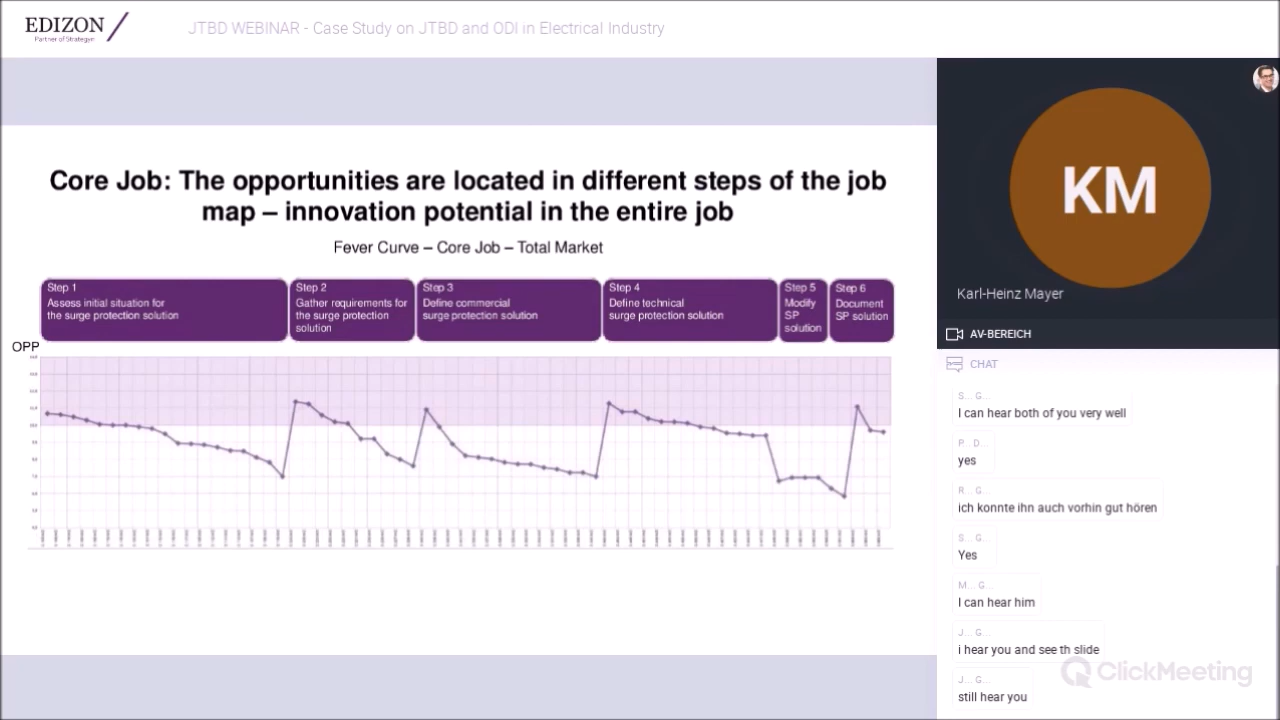 EDIZON
Partner of Strategyn
JTBD WEBINAR - Case Study on JTBD and ODI in Electrical Industry
Core Job: The opportunities are located in different steps of the job
map – innovation potential in the entire job
Fever Curve – Core Job – Total Market
Step 1
Assess initial situation for
the surge protection solution
Step 2
Gather requirements for
the surge protection
solution
Step 3
Define commercial
surge protection solution
Step 4
Define technical
surge protection solution
Step 5
Modify
SP
solution
Step 6
Document
SP solution
OPP
KM
Karl-Heinz Mayer
AV-BEREICH
CHAT
S... G...
I can hear both of you very well
P... D...
yes
R... G...
ich konnte ihn auch vorhin gut hören
S... G...
Yes
M... G...
I can hear him
J... G...
i hear you and see th slide
J... G...
still hear you
ClickMeeting